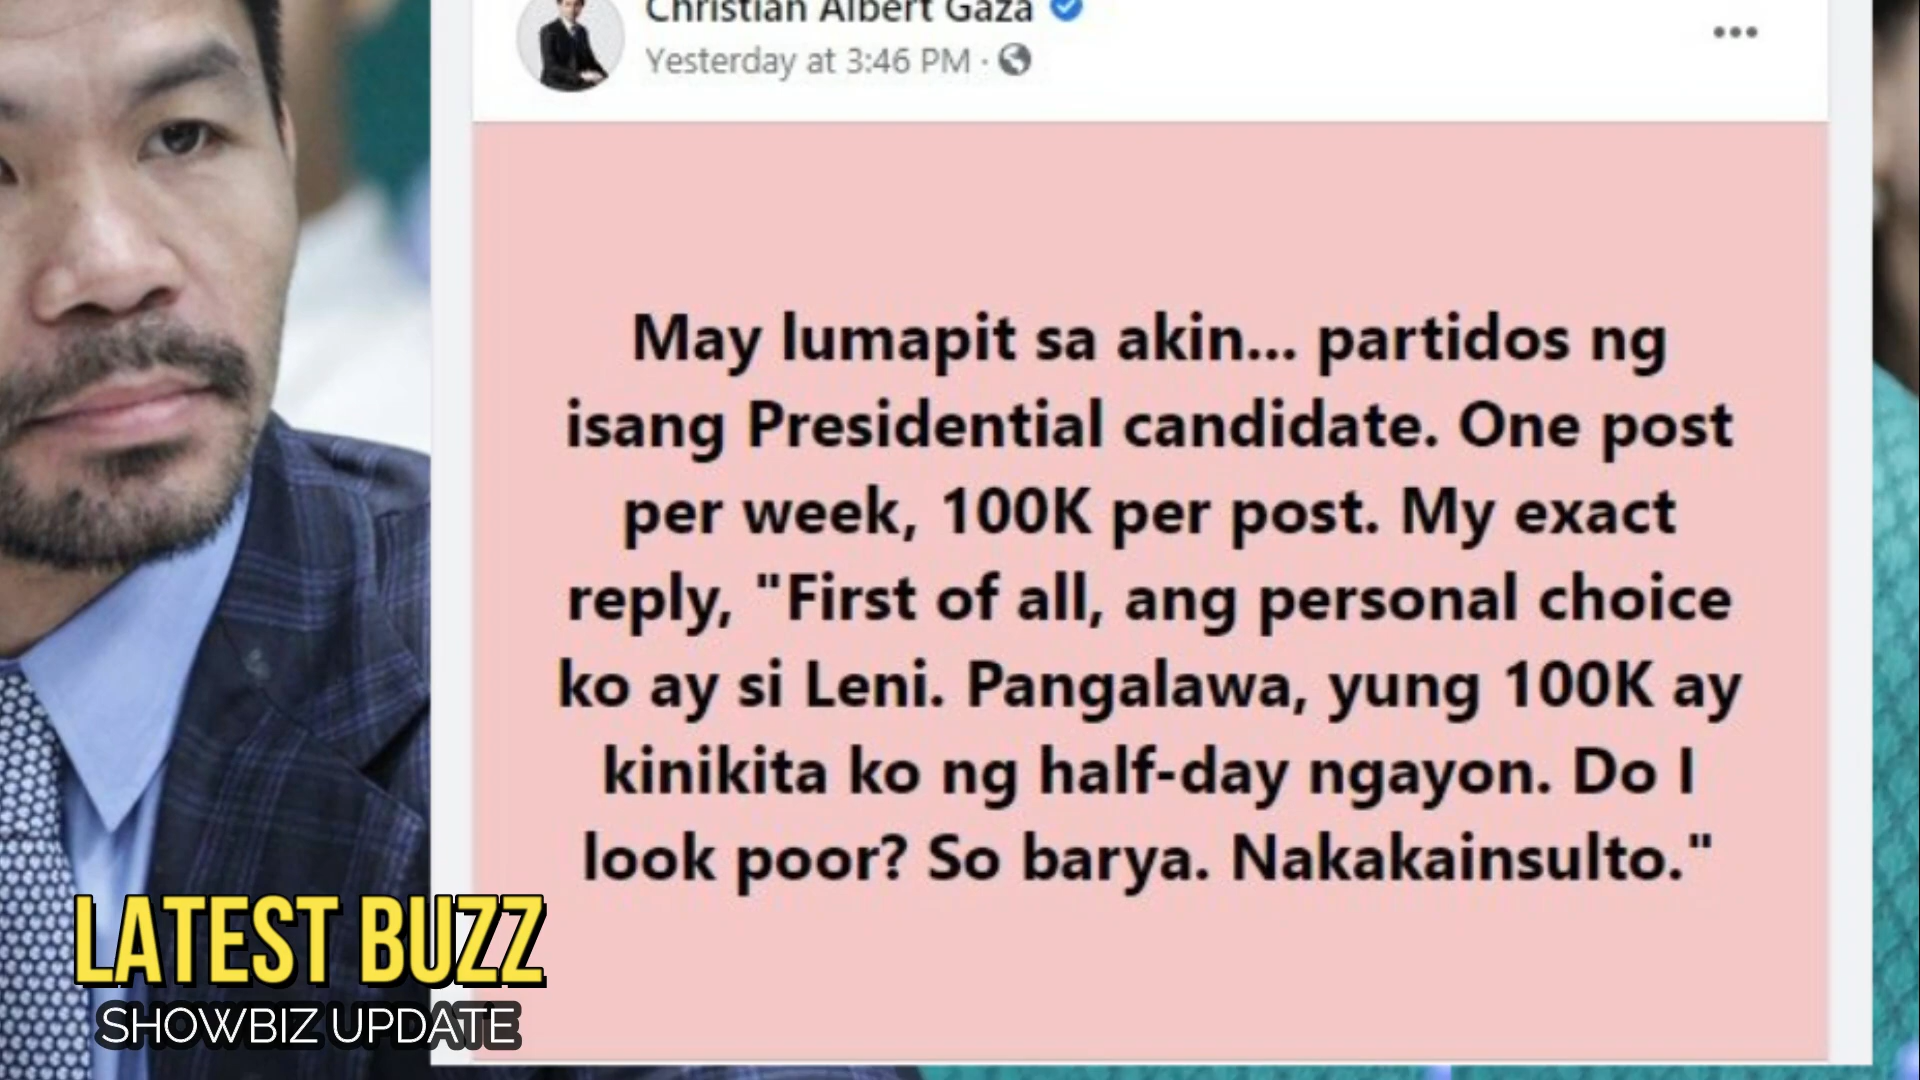 Christian Albert Gaza
Yesterday at 3:46 PM ·
May lumapit sa akin... partidos ng
isang Presidential candidate. One post
per week, 100K per post. My exact
reply, "First of all, ang personal choice
ko ay si Leni. Pangalawa, yung 100K ay
kinikita ko ng half-day ngayon. Do I
look poor? So barya. Nakakainsulto."
LATEST BUZZ
SHOWBIZ UPDATE